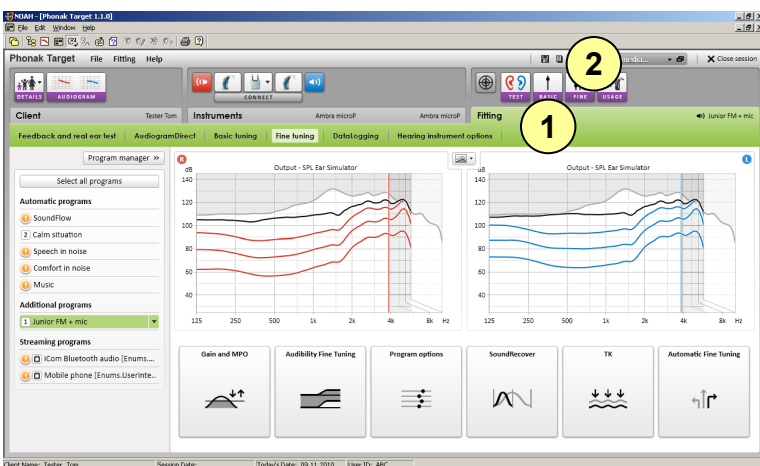 NOAH - [Phonak Target 1.1.0]
File Edit Window Help
Phonak Target File Fitting Help
Close session
2
DETAILS AUDIOGRAM
CONNECT
TEST BASIC FINE USAGE
Client Tester Tom
Instruments Ambra microP Ambra microP
Fitting Junior FM + mic
1
Feedback and real ear test AudiogramDirect Basic tuning Fine tuning DataLogging Hearing instrument options
Program manager »
Select all programs
Automatic programs
SoundFlow
2 Calm situation
Speech in noise
Comfort in noise
Music
Additional programs
1 Junior FM + mic
Streaming programs
iCom Bluetooth audio [Enums....
Mobile phone [Enums.UserInte...
R
Output - SPL Ear Simulator
dB
140
120
100
80
60
40
125 250 500 1k 2k 4k 8k Hz
L
Output - SPL Ear Simulator
dB
140
120
100
80
60
40
125 250 500 1k 2k 4k 8k Hz
Gain and MPO
Audibility Fine Tuning
Program options
SoundRecover
TK
Automatic Fine Tuning
Client Name: Tester, Tom Session Date: Today's Date: 09.11.2010 User ID: ABC